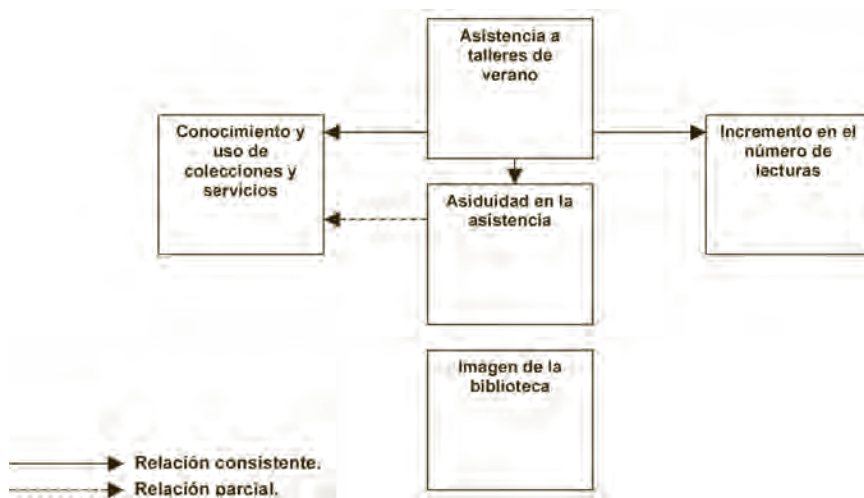 Asistencia a
talleres de
verano
Conocimiento y
uso de
colecciones y
servicios
Incremento en el
número de
lecturas
Asiduidad en la
asistencia
Imagen de la
biblioteca
Relación consistente.
Relación parcial.